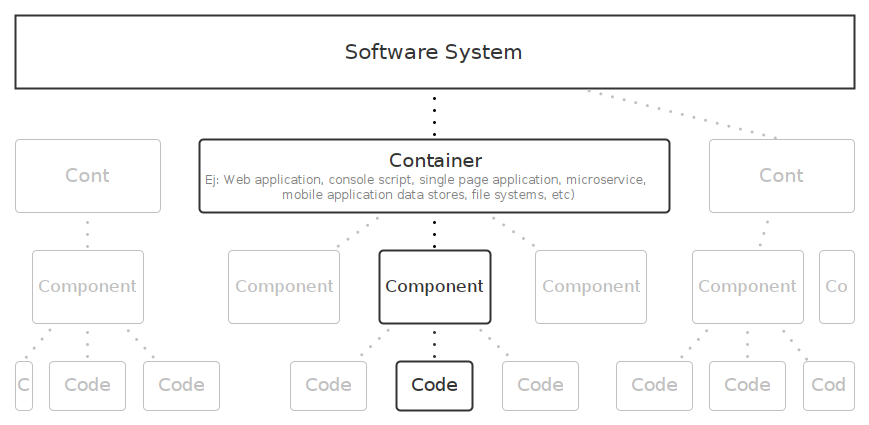 Software System
Cont
Container
Ej: Web application, console script, single page application, microservice,
mobile application data stores, file systems, etc)
Cont
Component
Component
Component
Component
Component
Co
C
Code
Code
Code
Code
Code
Code
Code
Cod